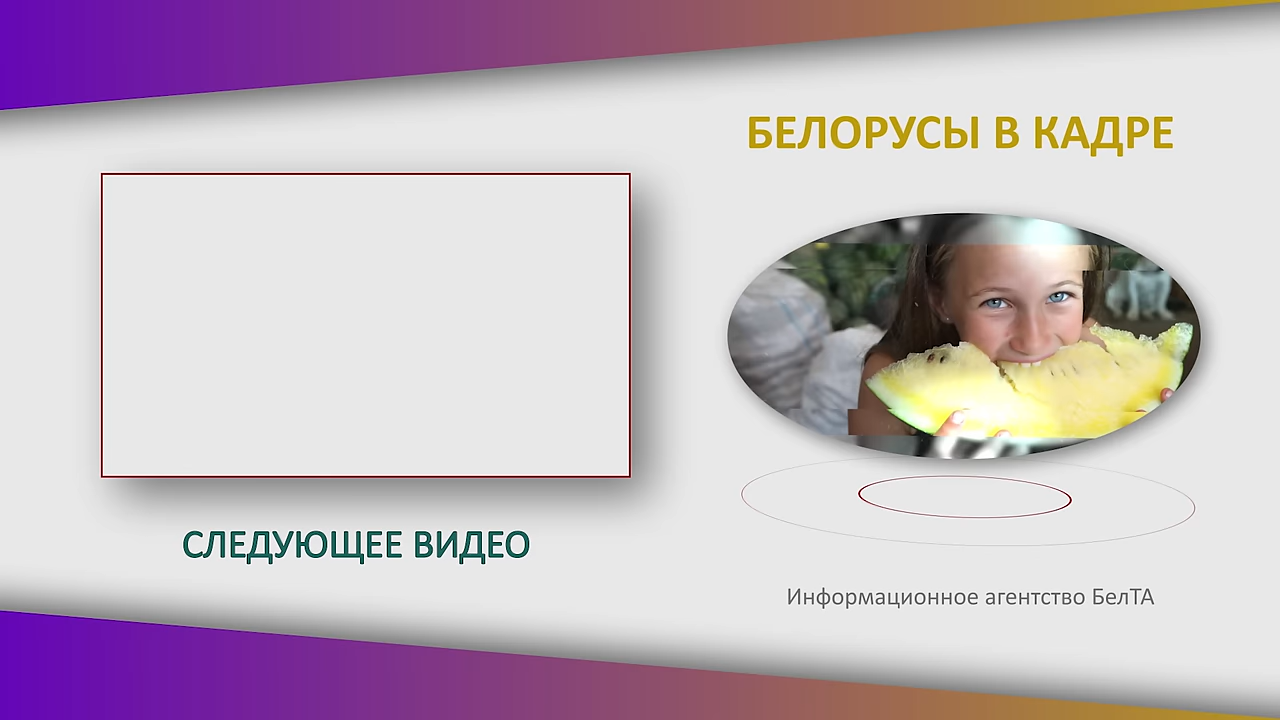 БЕЛОРУСЫ В КАДРЕ
СЛЕДУЮЩЕЕ ВИДЕО
Информационное агентство БелТА